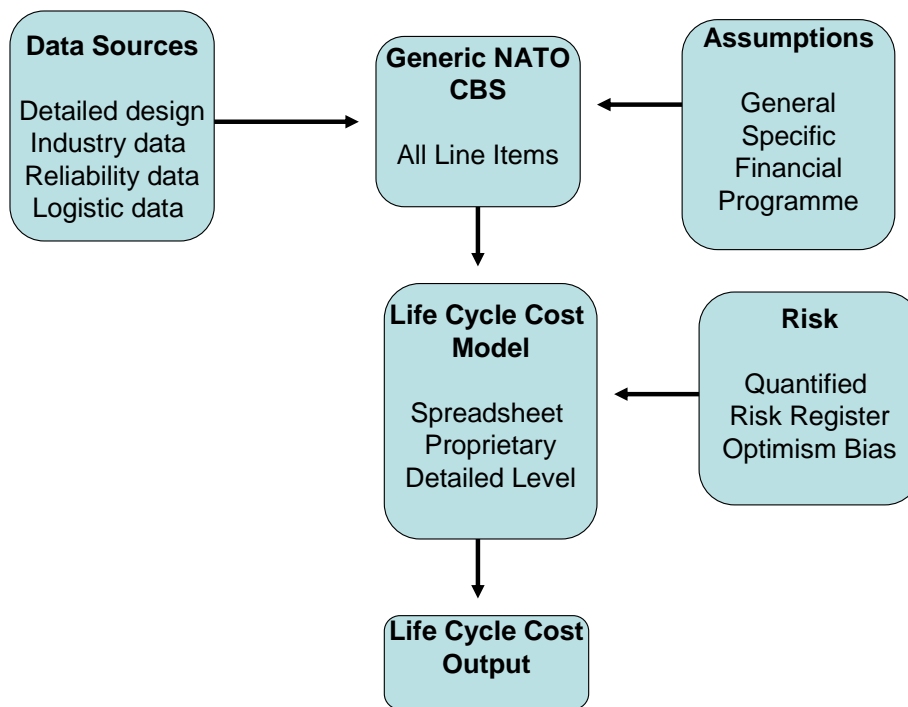 Data Sources
Detailed design
Industry data
Reliability data
Logistic data
Generic NATO
CBS
All Line Items
Assumptions
General
Specific
Financial
Programme
Life Cycle Cost
Model
Spreadsheet
Proprietary
Detailed Level
Risk
Quantified
Risk Register
Optimism Bias
Life Cycle Cost
Output